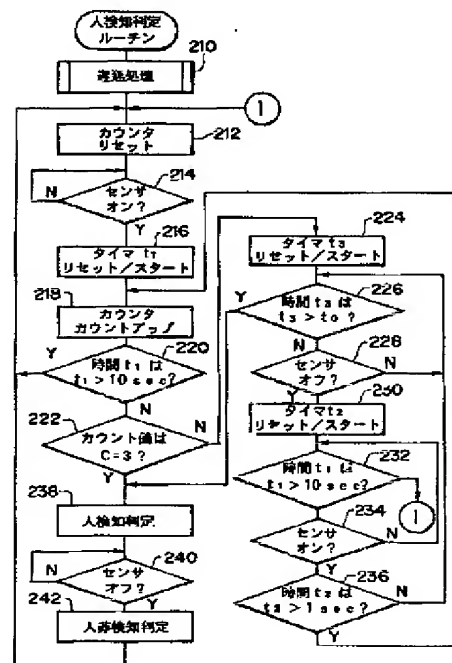 人検知判定
ルーチン
210
遅延処理
1
カウンタ
リセット
212
214
センサ
オン?
N
Y
216
タイマ t₁
リセット/スタート
218
カウンタ
カウントアップ
220
Y
時間 t₁ は
t₁ > 10 sec?
N
222
カウント値は
C=3?
N
Y
238
人検知判定
240
N
センサ
オフ?
Y
242
人非検知判定
224
タイマ t₃
リセット/スタート
226
Y
時間 t₃ は
t₃ > t₀ ?
N
228
センサ
オフ?
N
Y
230
タイマ t₂
リセット/スタート
232
時間 t₁ は
t₁ > 10 sec?
Y
1
N
234
センサ
オン?
N
Y
236
時間 t₂ は
t₂ > 1 sec?
N
Y